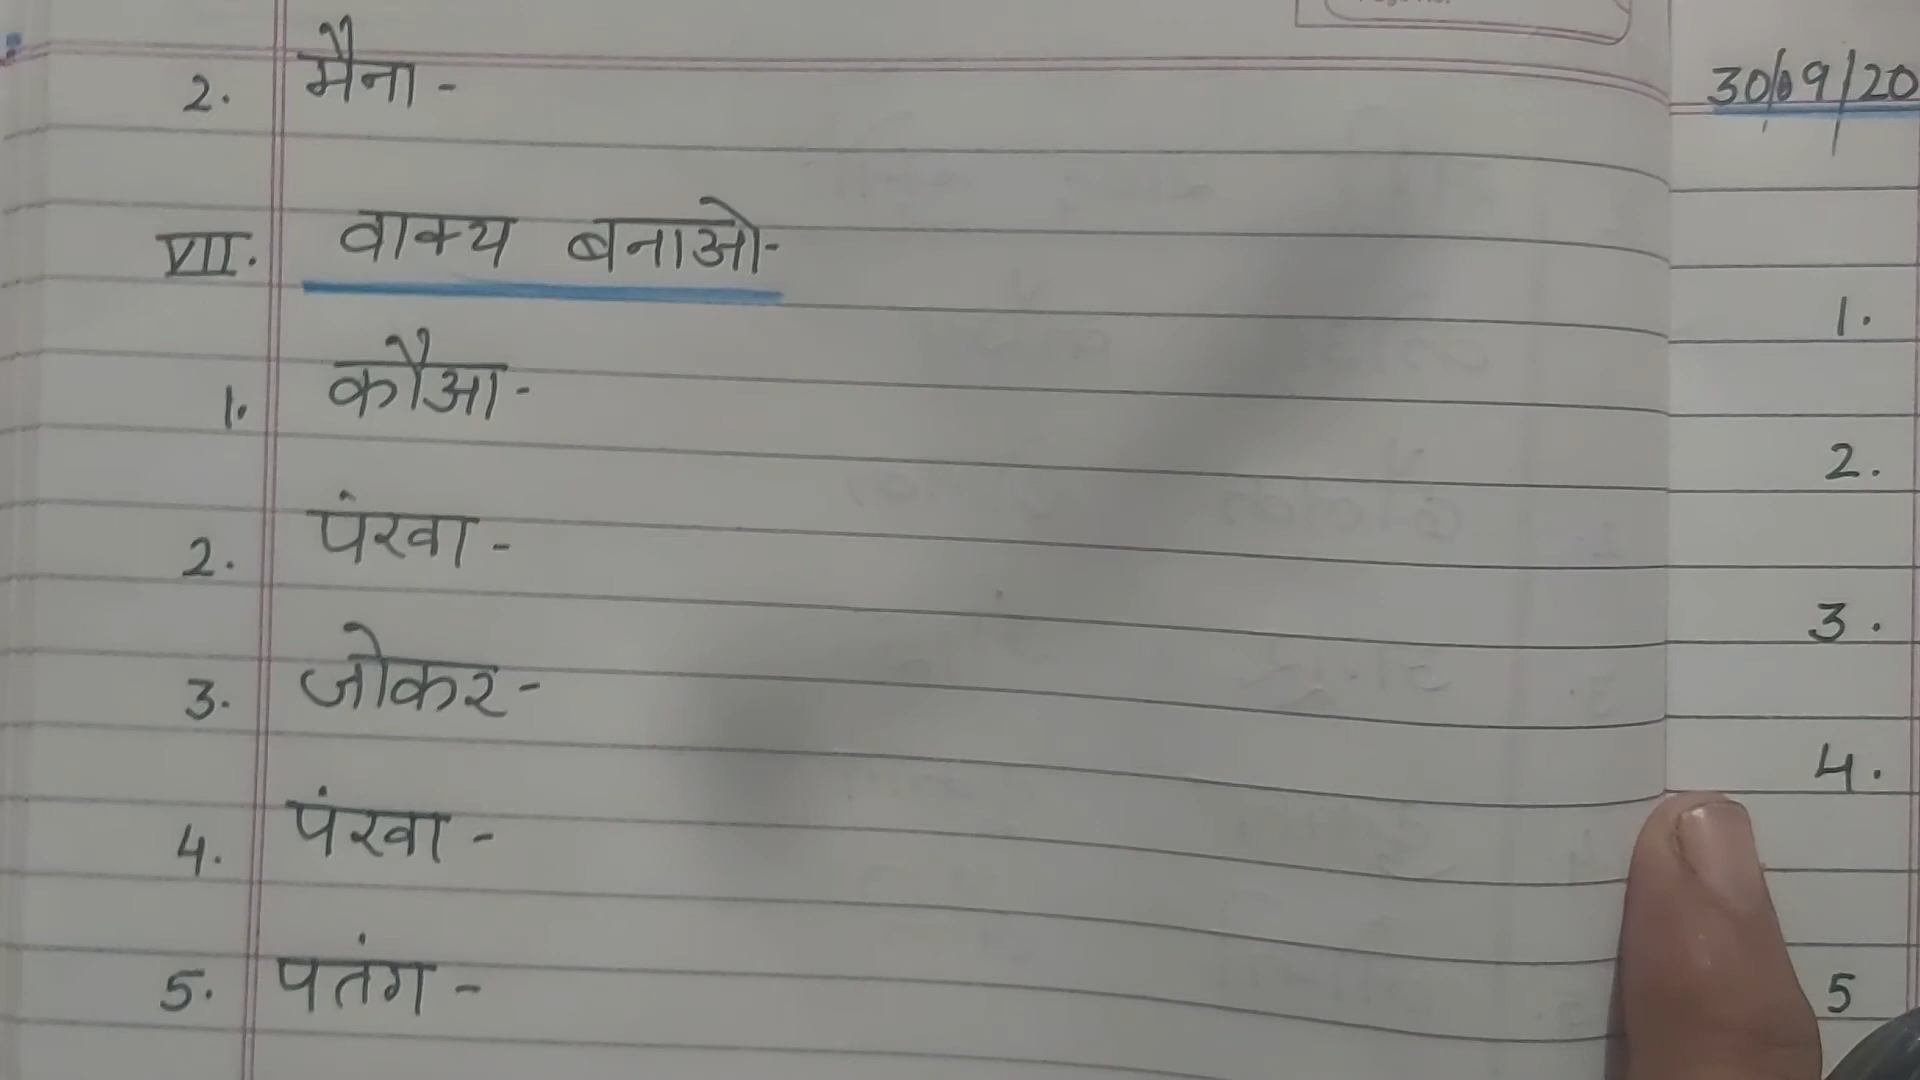 2. मैना -
VII. वाक्य बनाओ-
1. कौआ -
2. पंखा -
3. जोकर -
4. पंखा -
5. पतंग -
30/09/20
1.
2.
3.
4.
5